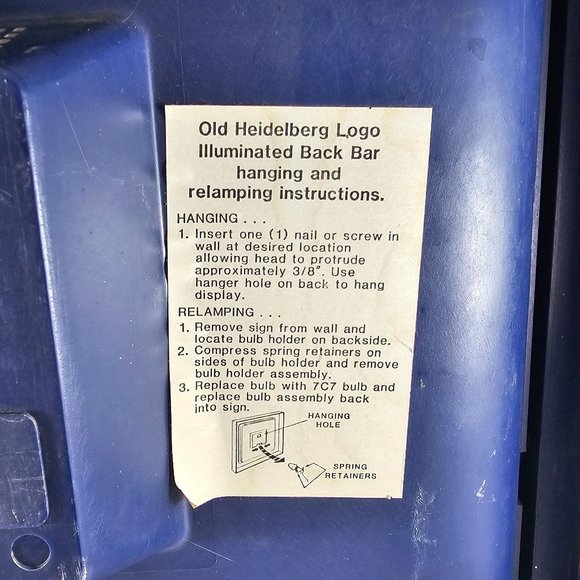 Old Heidelberg Logo
Illuminated Back Bar
hanging and
relamping instructions.
HANGING . . .
1. Insert one (1) nail or screw in
wall at desired location
allowing head to protrude
approximately 3/8". Use
hanger hole on back to hang
display.
RELAMPING . . .
1. Remove sign from wall and
locate bulb holder on backside.
2. Compress spring retainers on
sides of bulb holder and remove
bulb holder assembly.
3. Replace bulb with 7C7 bulb and
replace bulb assembly back
into sign.
HANGING
HOLE
SPRING
RETAINERS